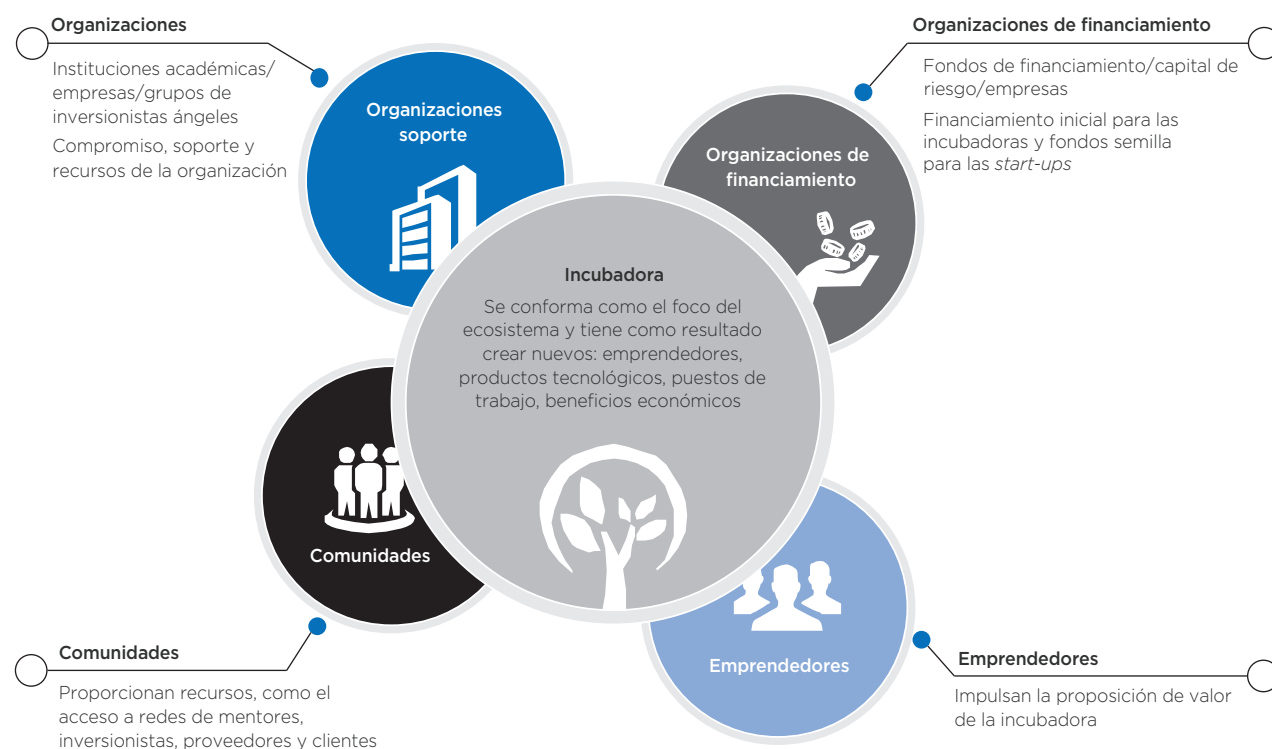 Organizaciones
Instituciones académicas/
empresas/grupos de
inversionistas ángeles
Compromiso, soporte y
recursos de la organización
Organizaciones
soporte
Organizaciones de financiamiento
Fondos de financiamiento/capital de
riesgo/empresas
Financiamiento inicial para las
incubadoras y fondos semilla
para las start-ups
Organizaciones de
financiamiento
Incubadora
Se conforma como el foco del
ecosistema y tiene como resultado
crear nuevos: emprendedores,
productos tecnológicos, puestos de
trabajo, beneficios económicos
Comunidades
Comunidades
Proporcionan recursos, como el
acceso a redes de mentores,
inversionistas, proveedores y clientes
Emprendedores
Emprendedores
Impulsan la proposición de valor
de la incubadora